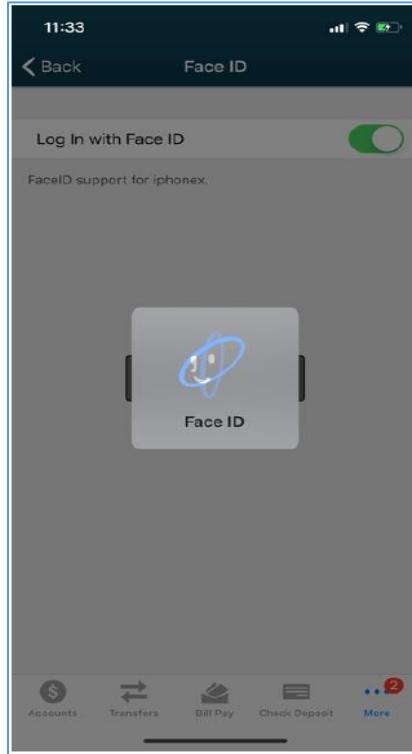 11:33
Back
Face ID
Log In with Face ID
FaceID support for iphonex.
Face ID
2
Accounts
Transfers
Bill Pay
Check Deposit
More